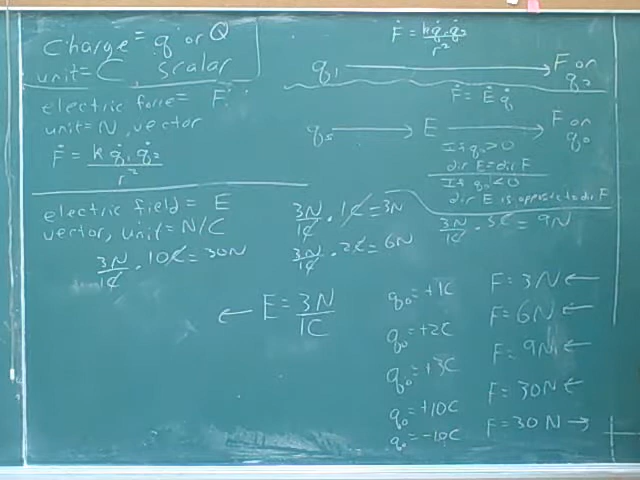 Charge = q or Q
unit = C, scalar
electric force = F
unit = N, vector
F = k q₁ q₂ / r²
electric field = E
vector, unit = N/C
3N/1C · 10C = 30N
F = k q₁ q₂ / r²
q₁ → F on q₂
F = E q
qs → E → F on q₀
If q₀ > 0
dir E = dir F
If q₀ < 0
dir E is opposite to dir F
3N/1C · 1C = 3N
3N/1C · 2C = 6N
3N/1C · 3C = 9N
← E = 3N/1C
q₀ = +1C F = 3N ←
q₀ = +2C F = 6N ←
q₀ = +3C F = 9N ←
q₀ = +10C F = 30N ←
q₀ = -10C F = 30N →